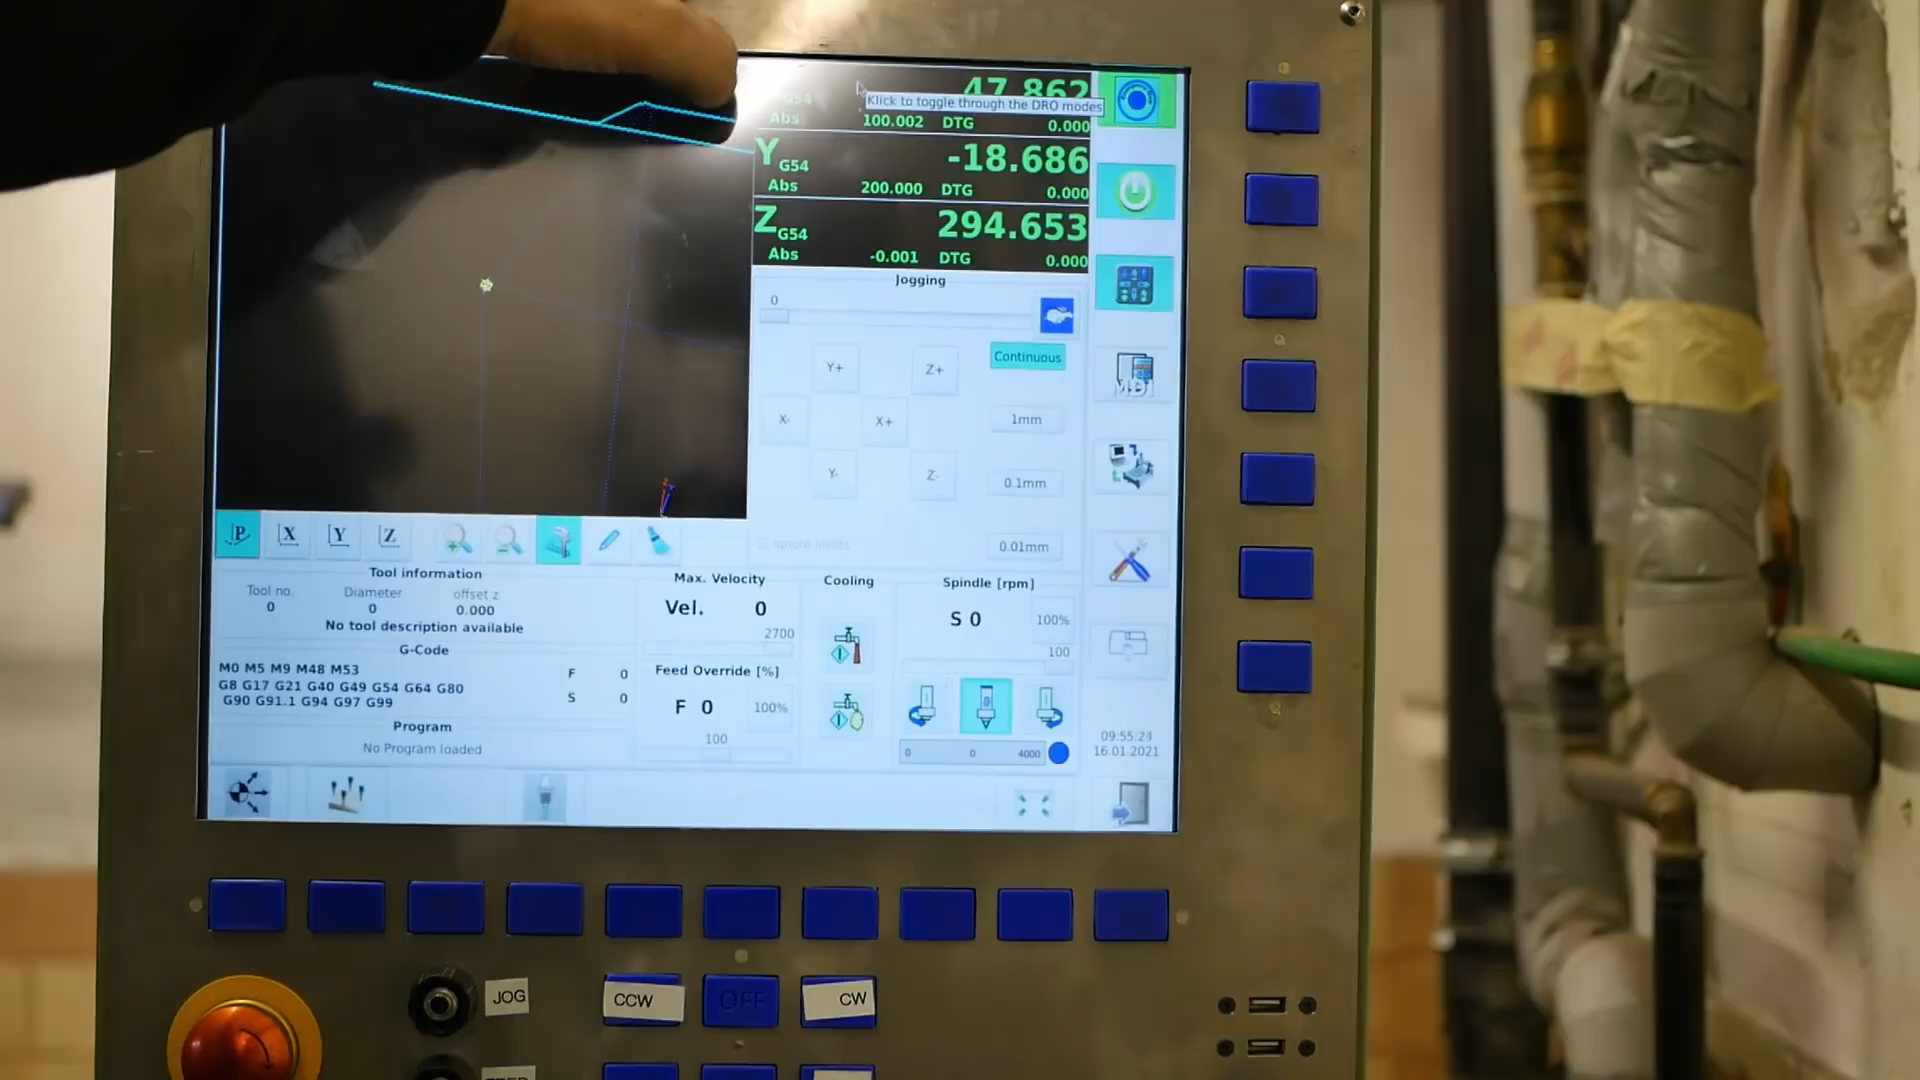 47.862
G54
Klick to toggle through the DRO modes
Abs 100.002 DTG 0.000
Y G54 -18.686
Abs 200.000 DTG 0.000
Z G54 294.653
Abs -0.001 DTG 0.000
Jogging
0
Continuous
Y+ Z+
MDI
X- X+ 1mm
Y- Z- 0.1mm
ignore limits 0.01mm
P X Y Z
Tool information
Tool no. Diameter offset z
0 0 0.000
No tool description available
G-Code
M0 M5 M9 M48 M53
G8 G17 G21 G40 G49 G54 G64 G80
G90 G91.1 G94 G97 G99
F 0
S 0
Program
No Program loaded
Max. Velocity
Vel. 0
2700
Feed Override [%]
F 0 100%
100
Cooling
Spindle [rpm]
S 0 100%
100
0 0 4000
09:55:23
16.01.2021
JOG
CCW
OFF
CW